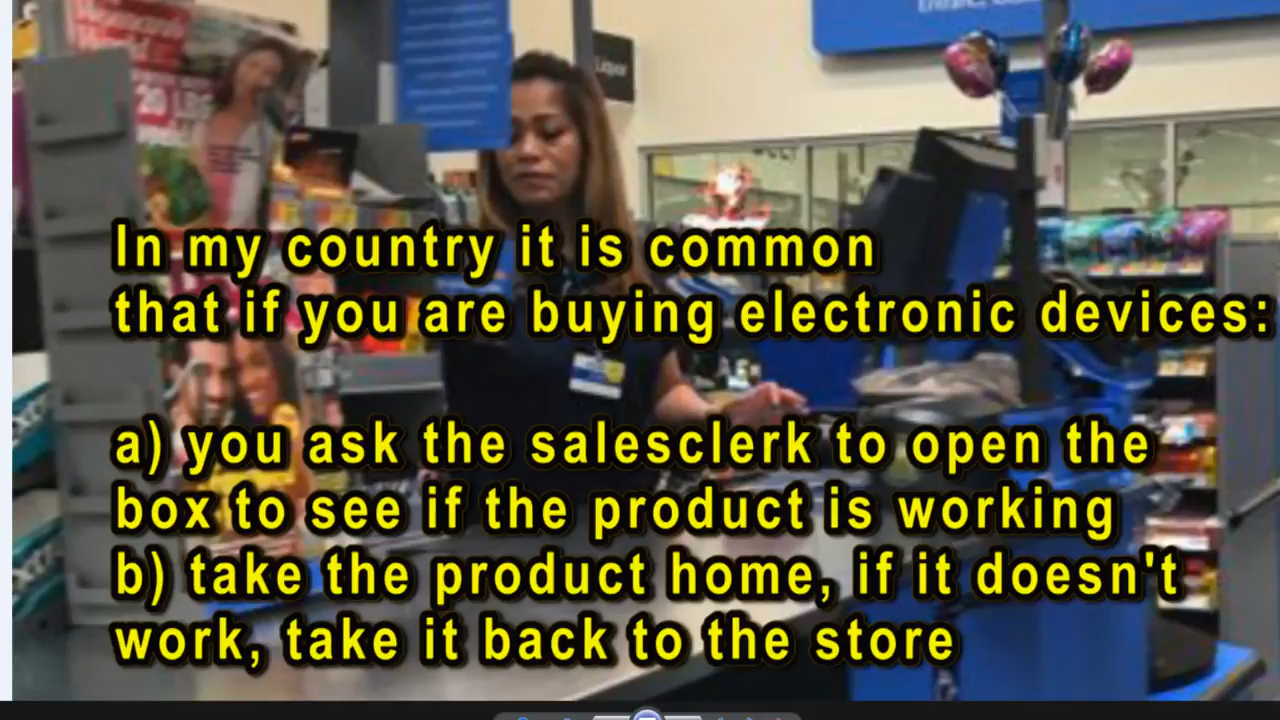 Liquor
In my country it is common
that if you are buying electronic devices:
a) you ask the salesclerk to open the
box to see if the product is working
b) take the product home, if it doesn't
work, take it back to the store